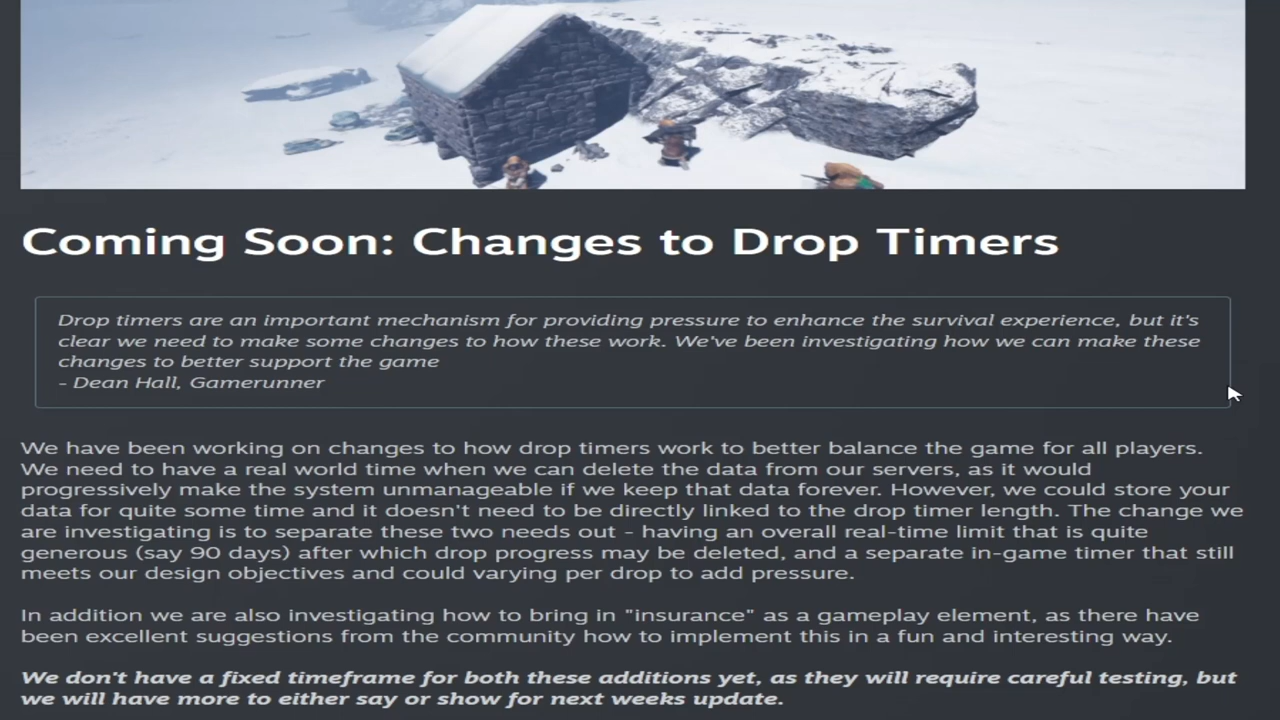 Coming Soon: Changes to Drop Timers
Drop timers are an important mechanism for providing pressure to enhance the survival experience, but it's
clear we need to make some changes to how these work. We've been investigating how we can make these
changes to better support the game
- Dean Hall, Gamerunner
We have been working on changes to how drop timers work to better balance the game for all players.
We need to have a real world time when we can delete the data from our servers, as it would
progressively make the system unmanageable if we keep that data forever. However, we could store your
data for quite some time and it doesn't need to be directly linked to the drop timer length. The change we
are investigating is to separate these two needs out - having an overall real-time limit that is quite
generous (say 90 days) after which drop progress may be deleted, and a separate in-game timer that still
meets our design objectives and could varying per drop to add pressure.
In addition we are also investigating how to bring in "insurance" as a gameplay element, as there have
been excellent suggestions from the community how to implement this in a fun and interesting way.
We don't have a fixed timeframe for both these additions yet, as they will require careful testing, but
we will have more to either say or show for next weeks update.